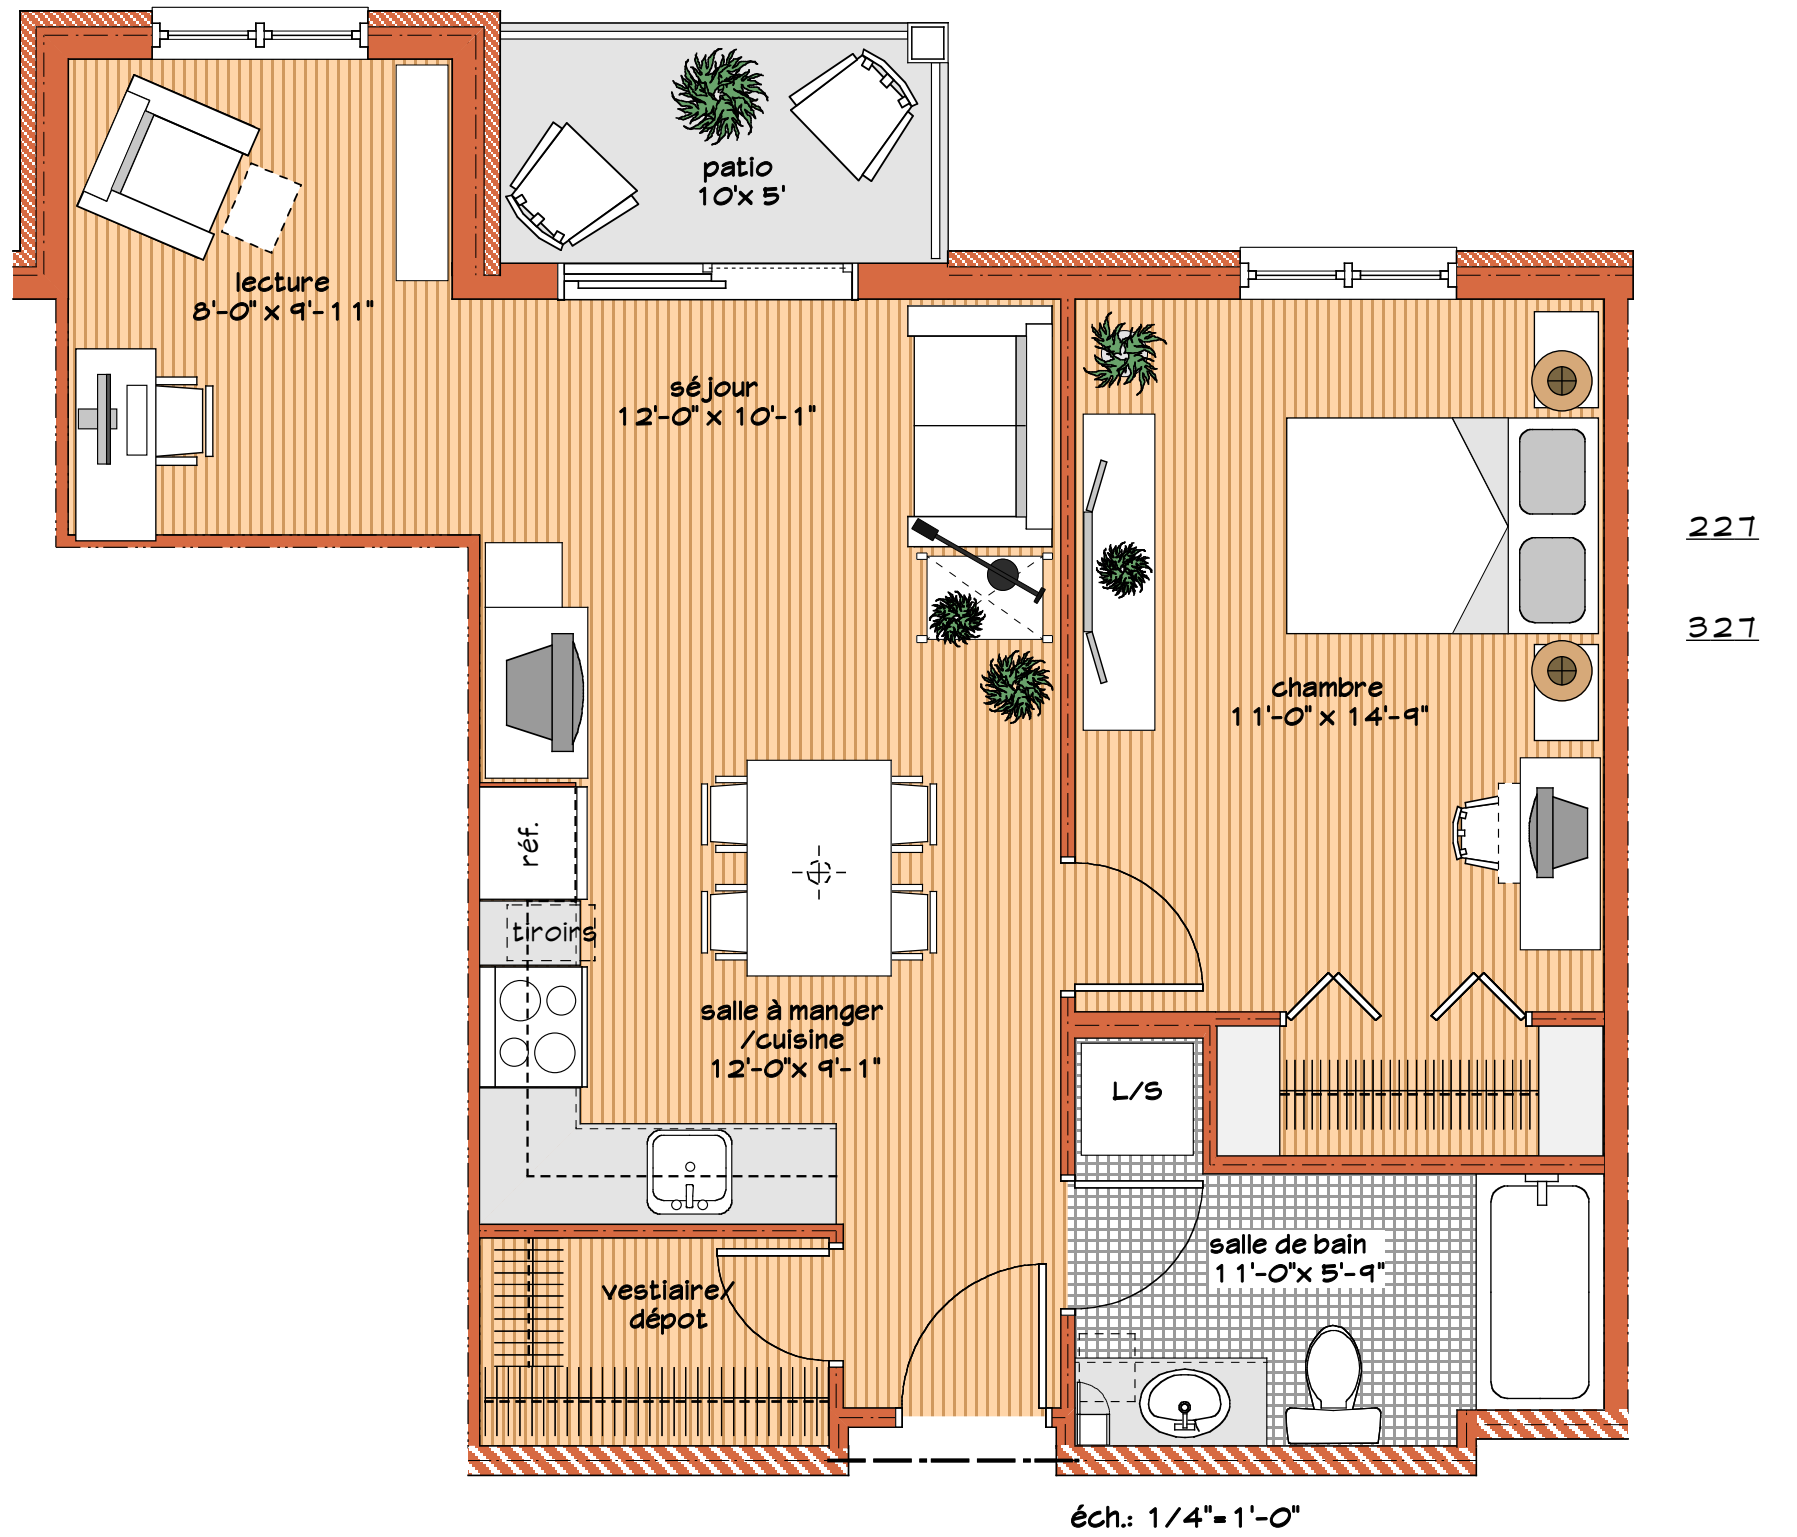 patio
10'x 5'
lecture
8'-0" x 9'-11"
séjour
12'-0" x 10'-1"
227
327
chambre
11'-0" x 14'-9"
réf.
tiroirs
salle à manger
/cuisine
12'-0"x 9'-1"
L/S
salle de bain
11'-0"x 5'-9"
vestiaire/
dépot
éch.: 1/4"=1'-0"